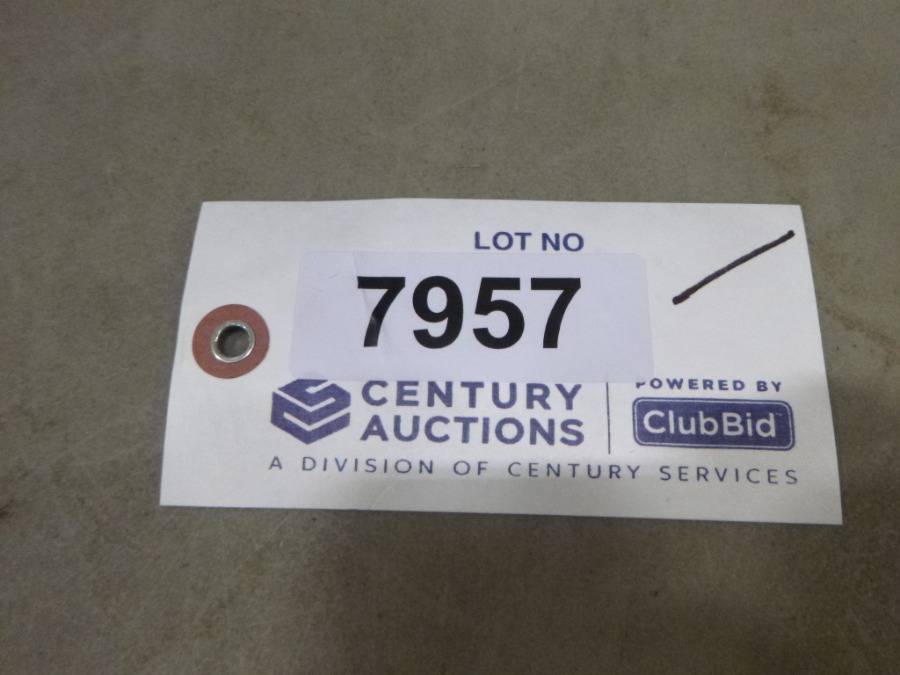 LOT NO
7957
CENTURY
AUCTIONS
POWERED BY
ClubBid
A DIVISION OF CENTURY SERVICES